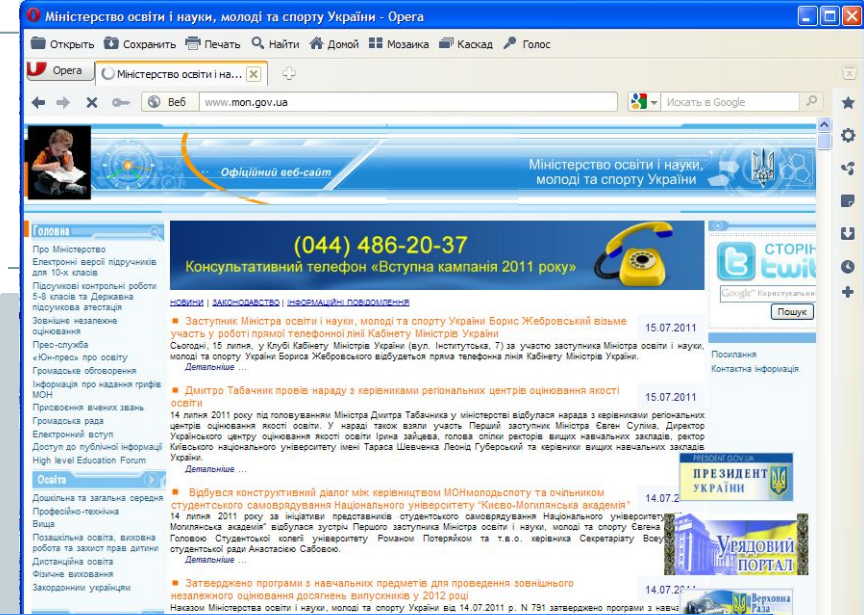 Міністерство освіти і науки, молоді та спорту України - Opera
Открыть Сохранить Печать Найти Домой Мозаика Каскад Голос
Opera Міністерство освіти і на...
Веб www.mon.gov.ua Искать в Google
Офіційний веб-сайт
Міністерство освіти і науки,
молоді та спорту України
Головна
Про Міністерство
Електронні версії підручників
для 10-х класів
Підсумкові контрольні роботи
5-8 класів та Державна
підсумкова атестація
Зовнішнє незалежне
оцінювання
Прес-служба
«Юн-прес» про освіту
Громадське обговорення
Інформація про надання грифів
МОН
Присвоєння вчених звань
Громадська рада
Електронний вступ
Доступ до публічної інформації
High level Education Forum
Освіта
Дошкільна та загальна середня
Професійно-технічна
Вища
Позашкільна освіта, виховна
робота та захист прав дитини
Дистанційна освіта
Фізичне виховання
Закордонним українцям
(044) 486-20-37
Консультативний телефон «Вступна кампанія 2011 року»
НОВИНИ | ЗАКОНОДАВСТВО | ІНФОРМАЦІЙНІ ПОВІДОМЛЕННЯ
Заступник Міністра освіти і науки, молоді та спорту України Борис Жебровський візьме
участь у роботі прямої телефонної лінії Кабінету Міністрів України
15.07.2011
Сьогодні, 15 липня, у Клубі Кабінету Міністрів України (вул. Інститутська, 7) за участю заступника Міністра освіти і науки,
молоді та спорту України Бориса Жебровського відбудеться пряма телефонна лінія Кабінету Міністрів України.
Детальніше ...
Дмитро Табачник провів нараду з керівниками регіональних центрів оцінювання якості
освіти
15.07.2011
14 липня 2011 року під головуванням Міністра Дмитра Табачника у міністерстві відбулася нарада з керівниками регіональних
центрів оцінювання якості освіти. У нараді також взяли участь Перший заступник Міністра Євген Суліма, Директор
Українського центру оцінювання якості освіти Ірина зайцева, голова спілки ректорів вищих навчальних закладів, ректор
Київського національного університету імені Тараса Шевченка Леонід Губерський та керівники вищих навчальних закладів
України.
Детальніше ...
Відбувся конструктивний діалог між керівництвом МОНмолодьспоту та очільником
студентського самоврядування Національного університету "Києво-Могилянська академія"
14.07.2
14 липня 2011 року за ініціативи представників студентського самоврядування Національного університету
Могилянська академія" відбулася зустріч Першого заступника Міністра освіти і науки, молоді та спорту Євгена
Головою Студентської колегії університету Романом Потерейком та т.в.о. керівника Секретаріату Всеу
студентської ради Анастасією Сабовою.
Детальніше ...
Затверджено програми з навчальних предметів для проведення зовнішнього
незалежного оцінювання досягнень випускників у 2012 році
14.07.2
Наказом Міністерства освіти і науки, молоді та спорту України від 14.07.2011 р. N 791 затверджено програми з навча
СТОРІН
Google Користувальни
Пошук
Посилання
Контактна інформація
PRESIDENT.GOV.UA
ПРЕЗИДЕНТ
УКРАЇНИ
УРЯДОВИЙ
ПОРТАЛ
Верховна
Рада